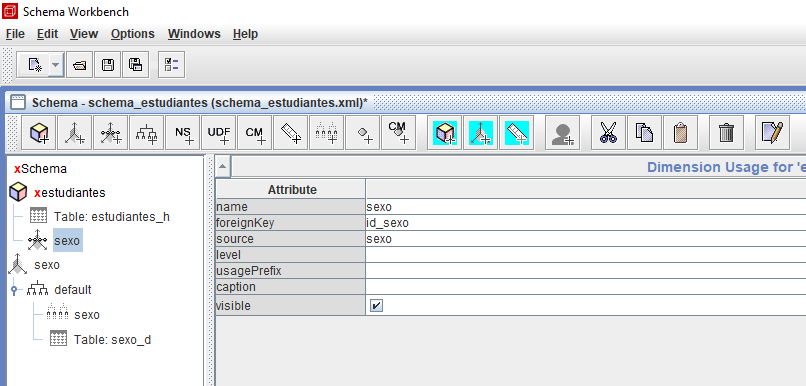 Schema Workbench
File Edit View Options Windows Help
Schema - schema_estudiantes (schema_estudiantes.xml)*
NS UDF CM CM
xSchema
xestudiantes
Table: estudiantes_h
sexo
sexo
default
sexo
Table: sexo_d
Dimension Usage for 'e
Attribute
name sexo
foreignKey id_sexo
source sexo
level
usagePrefix
caption
visible